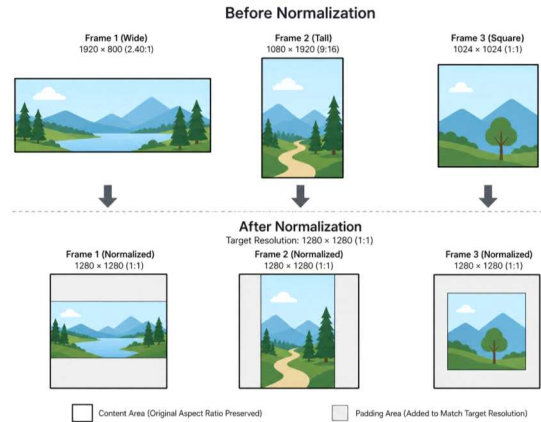 Before Normalization
Frame 1 (Wide)
1920 × 800 (2.40:1)
Frame 2 (Tall)
1080 × 1920 (9:16)
Frame 3 (Square)
1024 × 1024 (1:1)
After Normalization
Target Resolution: 1280 × 1280 (1:1)
Frame 1 (Normalized)
1280 × 1280 (1:1)
Frame 2 (Normalized)
1280 × 1280 (1:1)
Frame 3 (Normalized)
1280 × 1280 (1:1)
Content Area (Original Aspect Ratio Preserved)
Padding Area (Added to Match Target Resolution)